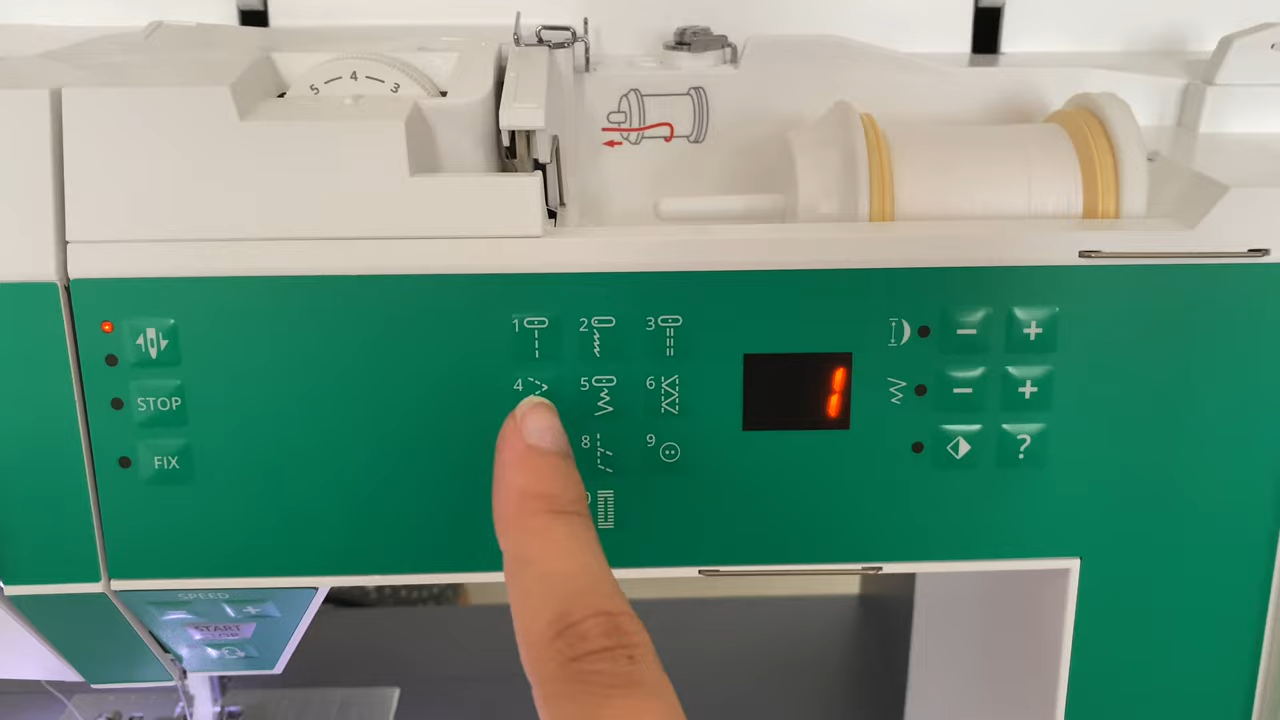 5 4 3
1 2 3
4 5 6
8 9
1
STOP
FIX
- +
- +
?
SPEED
- +
START
STOP